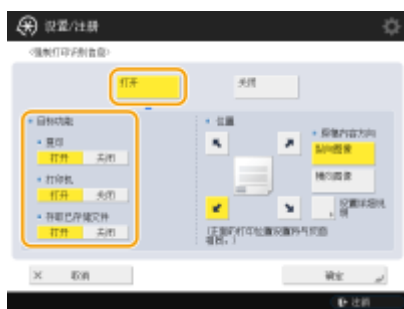 设置/注册
<强制打印识别信息>
打开
关闭
目标功能
复印
打开 关闭
打印机
打开 关闭
存取已存储文件
打开 关闭
位置
原稿内容方向
纵向图像
横向图像
设置详细规
则
取消
确定
注销